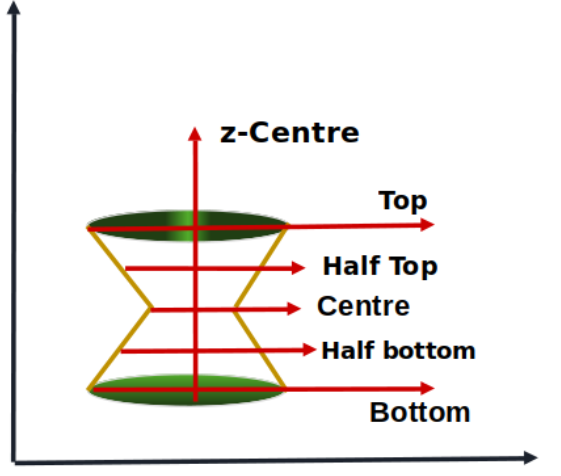 z-Centre
Top
Half Top
Centre
Half bottom
Bottom